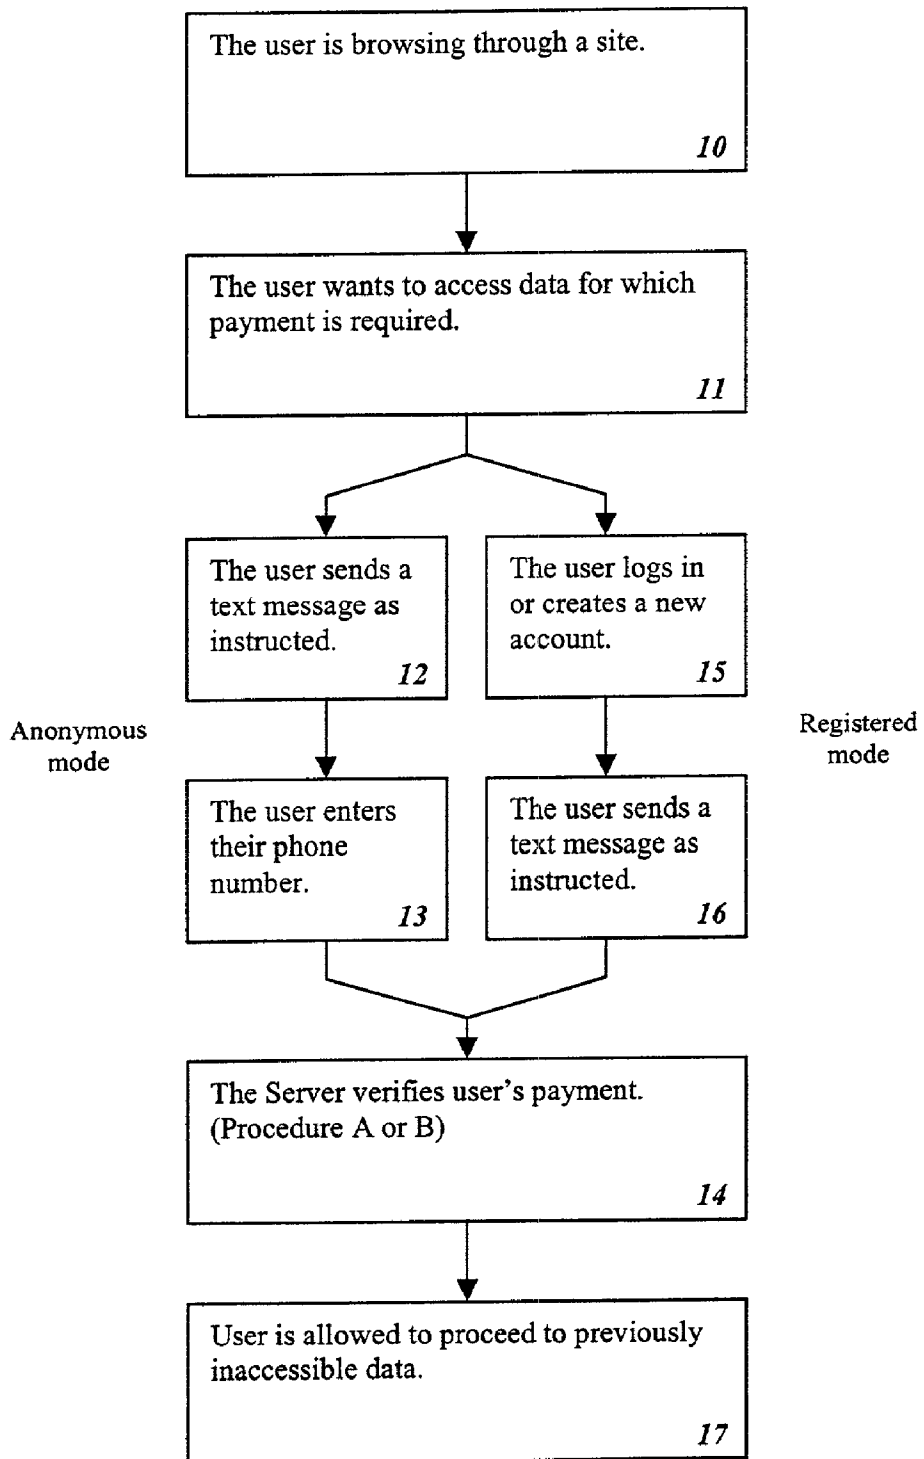 The user is browsing through a site.
10
The user wants to access data for which
payment is required.
11
The user sends a
text message as
instructed.
12
The user logs in
or creates a new
account.
15
Anonymous
mode
Registered
mode
The user enters
their phone
number.
13
The user sends a
text message as
instructed.
16
The Server verifies user's payment.
(Procedure A or B)
14
User is allowed to proceed to previously
inaccessible data.
17